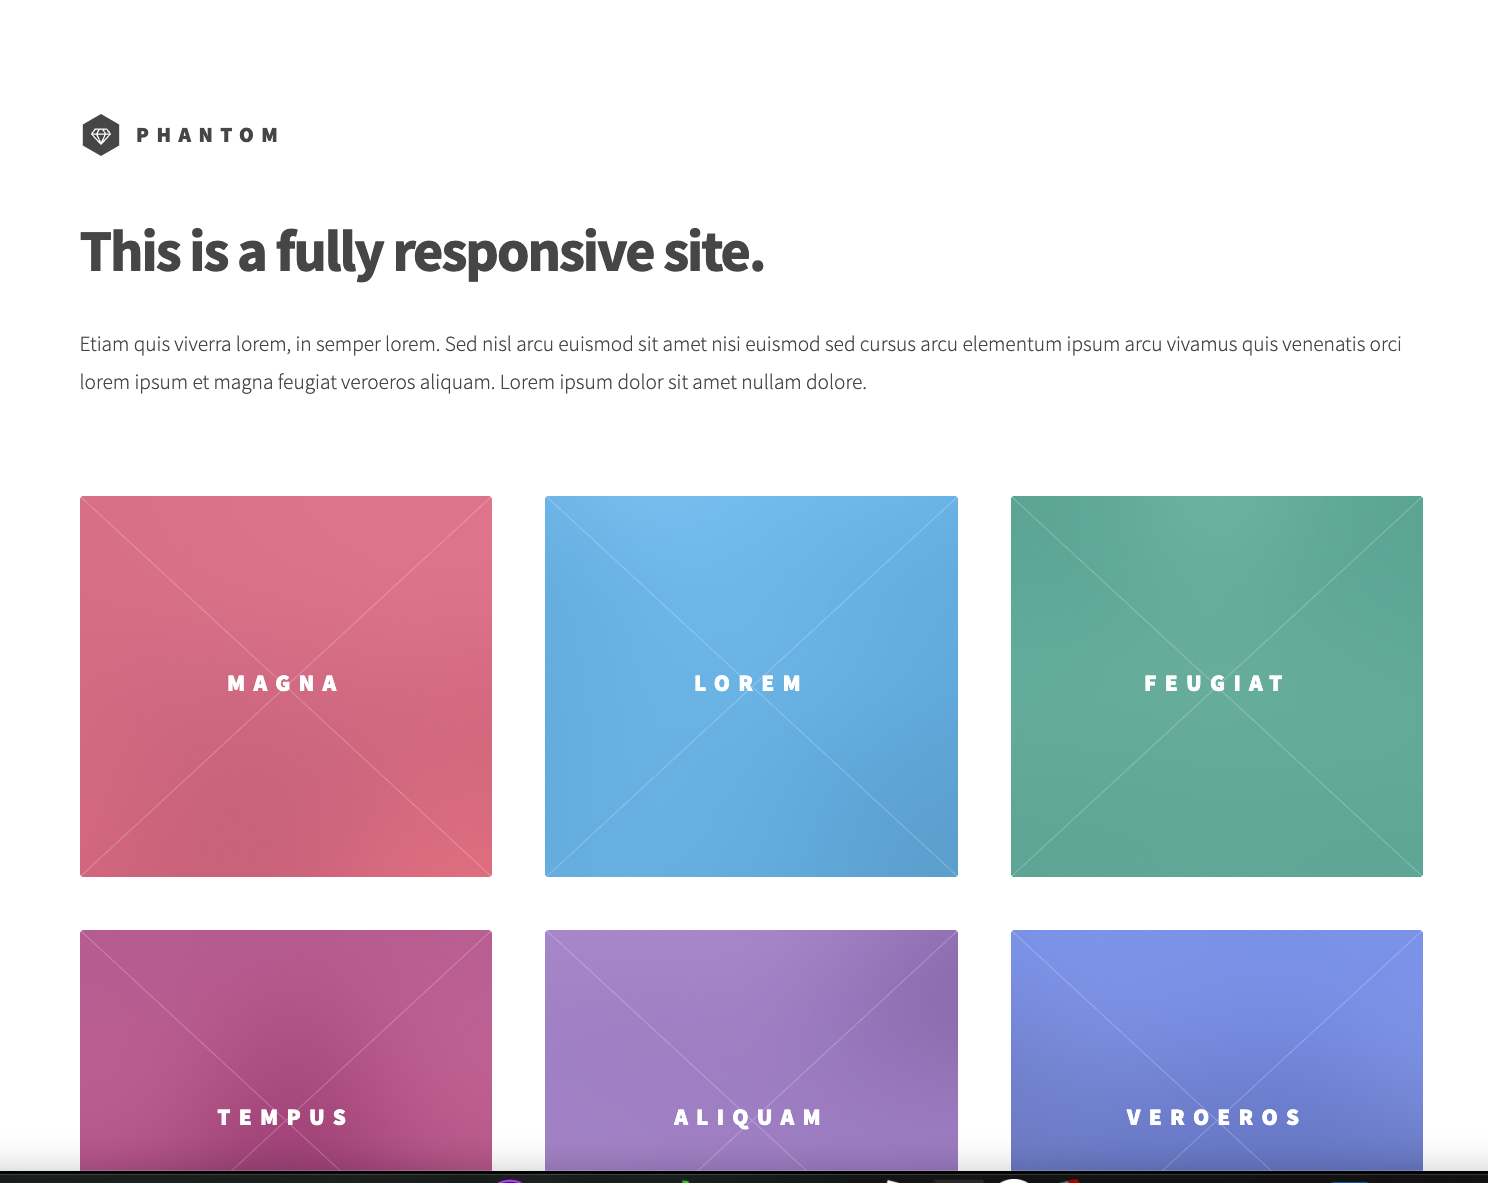 PHANTOM
This is a fully responsive site.
Etiam quis viverra lorem, in semper lorem. Sed nisl arcu euismod sit amet nisi euismod sed cursus arcu elementum ipsum arcu vivamus quis venenatis orci
lorem ipsum et magna feugiat veroeros aliquam. Lorem ipsum dolor sit amet nullam dolore.
MAGNA
LOREM
FEUGIAT
TEMPUS
ALIQUAM
VEROEROS